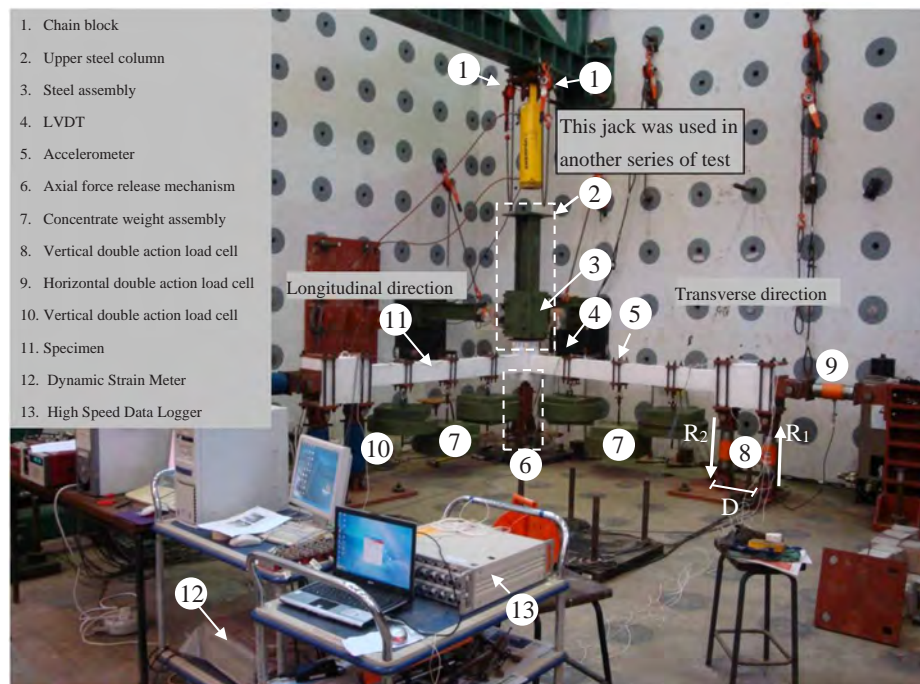 1. Chain block
2. Upper steel column
3. Steel assembly
4. LVDT
5. Accelerometer
6. Axial force release mechanism
7. Concentrate weight assembly
8. Vertical double action load cell
9. Horizontal double action load cell
10. Vertical double action load cell
11. Specimen
12. Dynamic Strain Meter
13. High Speed Data Logger
1
1
This jack was used in
another series of test
2
3
Longitudinal direction
Transverse direction
11
4
5
9
10
7
6
7
R2
8
R1
D
12
13